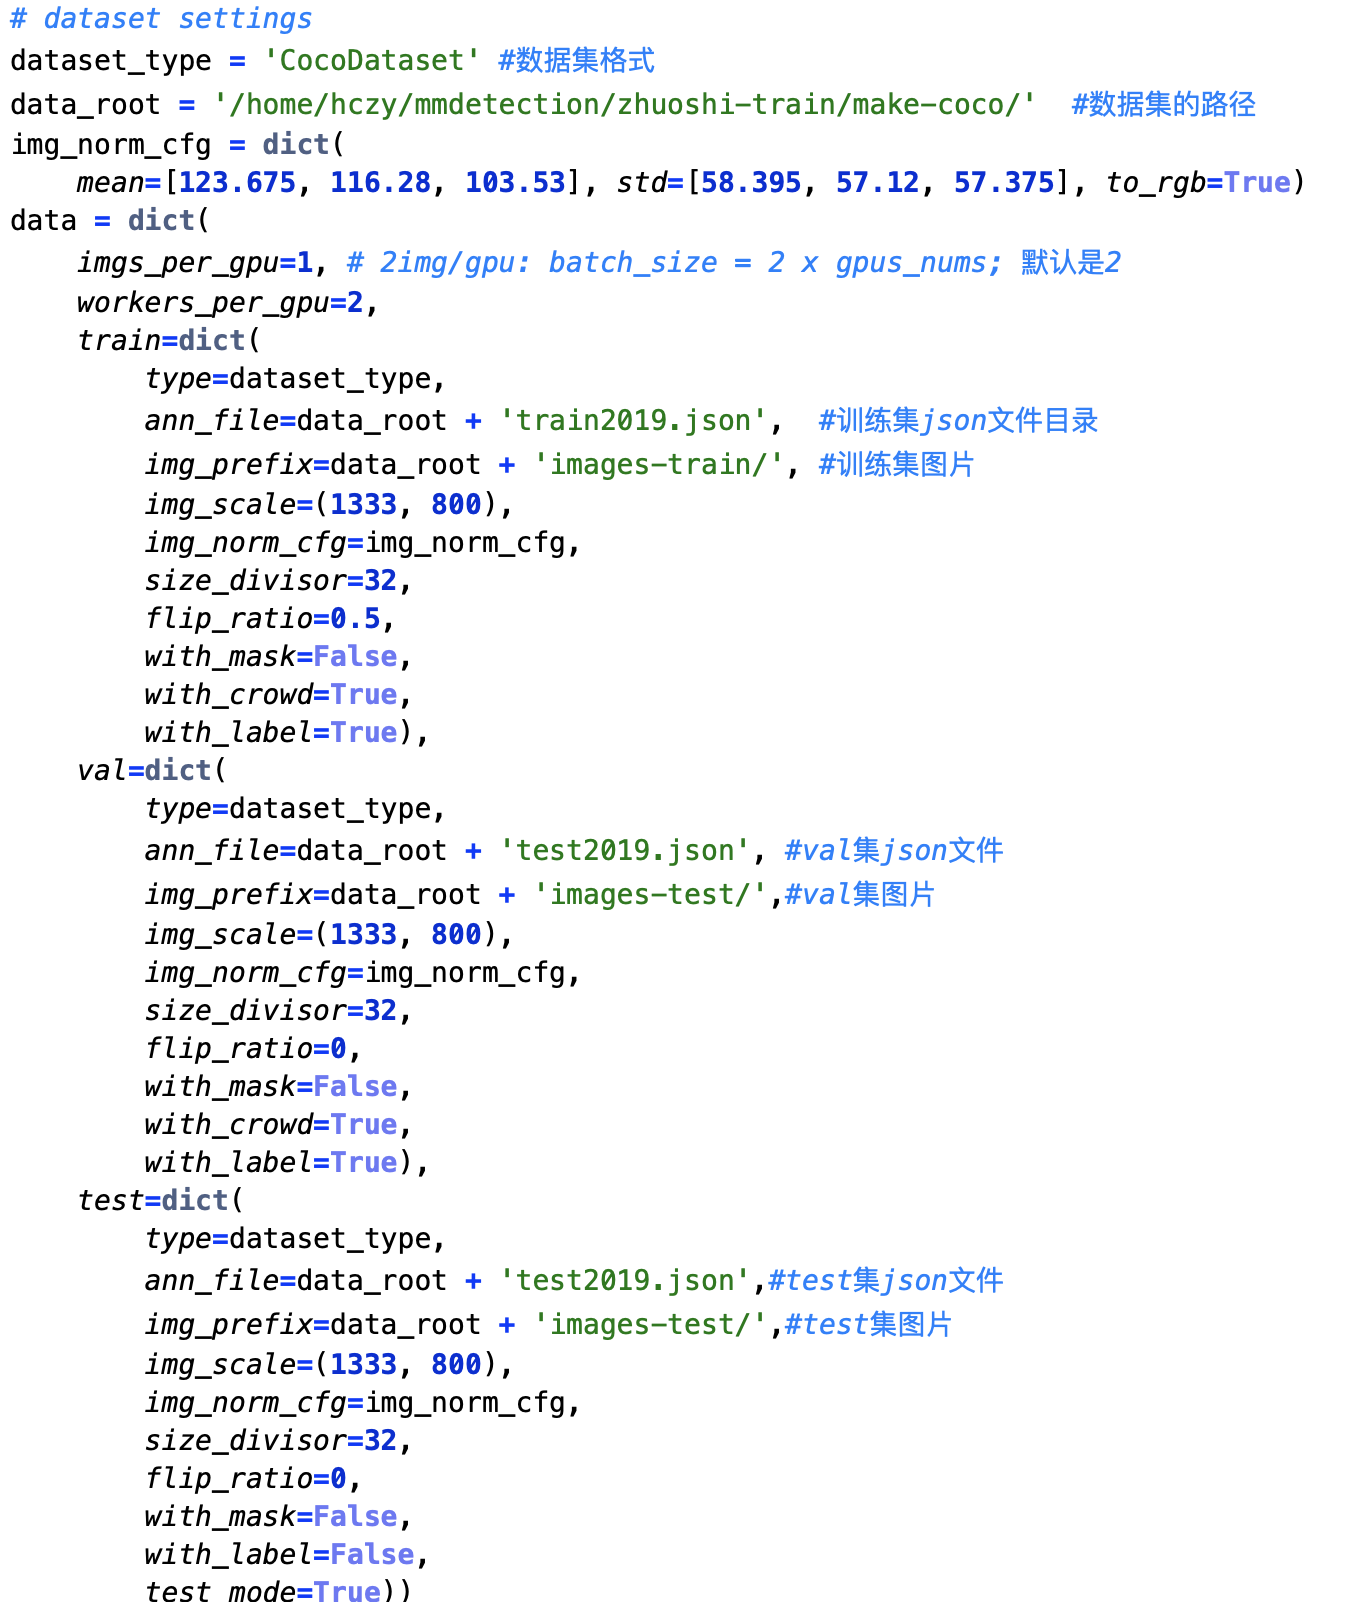 # dataset settings
dataset_type = 'CocoDataset' #数据集格式
data_root = '/home/hczy/mmdetection/zhuoshi-train/make-coco/'  #数据集的路径
img_norm_cfg = dict(
    mean=[123.675, 116.28, 103.53], std=[58.395, 57.12, 57.375], to_rgb=True)
data = dict(
    imgs_per_gpu=1, # 2img/gpu: batch_size = 2 x gpus_nums; 默认是2
    workers_per_gpu=2,
    train=dict(
        type=dataset_type,
        ann_file=data_root + 'train2019.json',  #训练集json文件目录
        img_prefix=data_root + 'images-train/', #训练集图片
        img_scale=(1333, 800),
        img_norm_cfg=img_norm_cfg,
        size_divisor=32,
        flip_ratio=0.5,
        with_mask=False,
        with_crowd=True,
        with_label=True),
    val=dict(
        type=dataset_type,
        ann_file=data_root + 'test2019.json', #val集json文件
        img_prefix=data_root + 'images-test/',#val集图片
        img_scale=(1333, 800),
        img_norm_cfg=img_norm_cfg,
        size_divisor=32,
        flip_ratio=0,
        with_mask=False,
        with_crowd=True,
        with_label=True),
    test=dict(
        type=dataset_type,
        ann_file=data_root + 'test2019.json',#test集json文件
        img_prefix=data_root + 'images-test/',#test集图片
        img_scale=(1333, 800),
        img_norm_cfg=img_norm_cfg,
        size_divisor=32,
        flip_ratio=0,
        with_mask=False,
        with_label=False,
        test_mode=True))